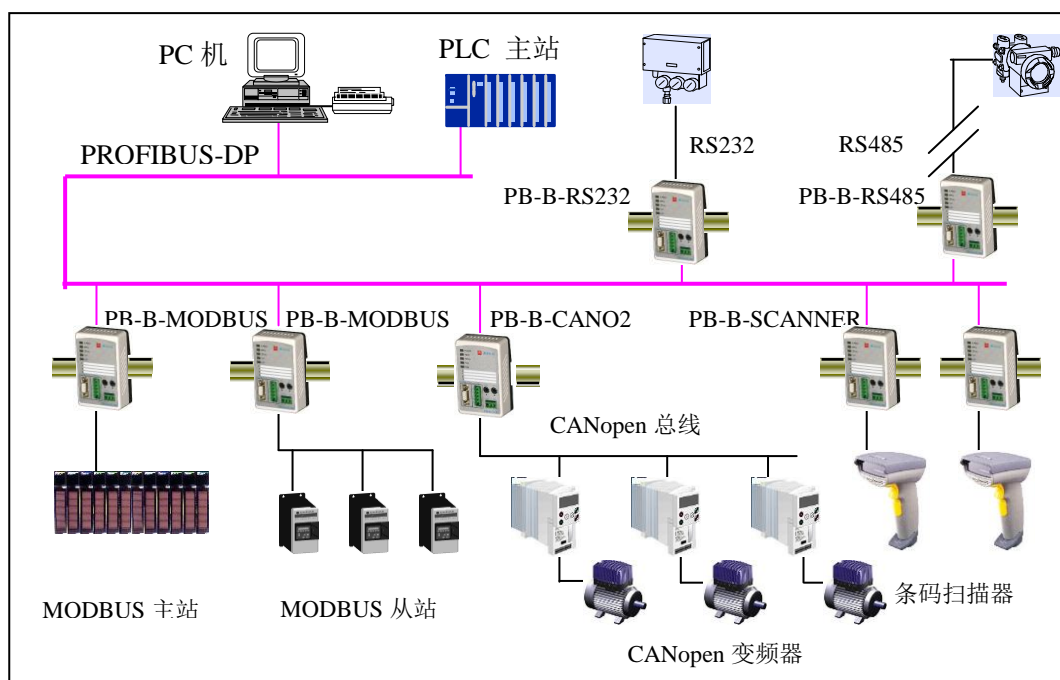 PC 机
PLC 主站
RS232
RS485
PROFIBUS-DP
PB-B-RS232
PB-B-RS485
PB-B-MODBUS
PB-B-MODBUS
PB-B-CANO2
PB-B-SCANNER
CANopen 总线
MODBUS 主站
MODBUS 从站
CANopen 变频器
条码扫描器